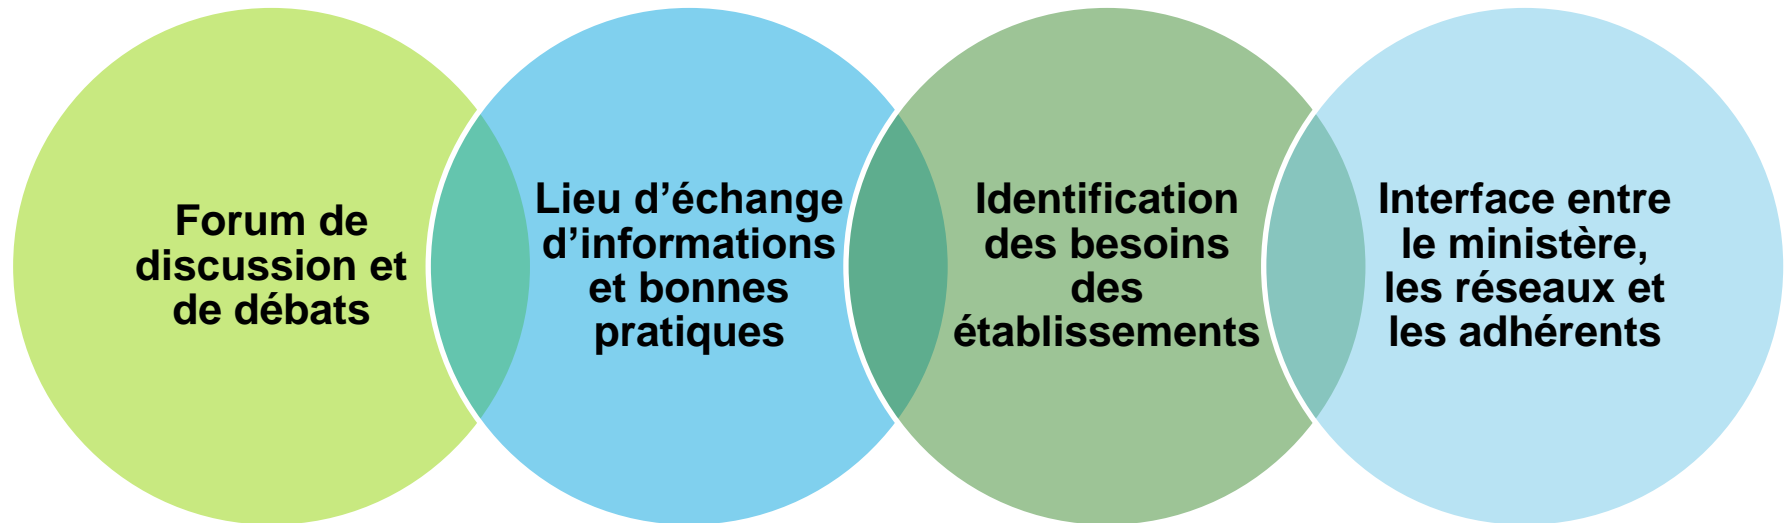 Forum de
discussion et
de débats
Lieu d’échange
d’informations
et bonnes
pratiques
Identification
des besoins
des
établissements
Interface entre
le ministère,
les réseaux et
les adhérents